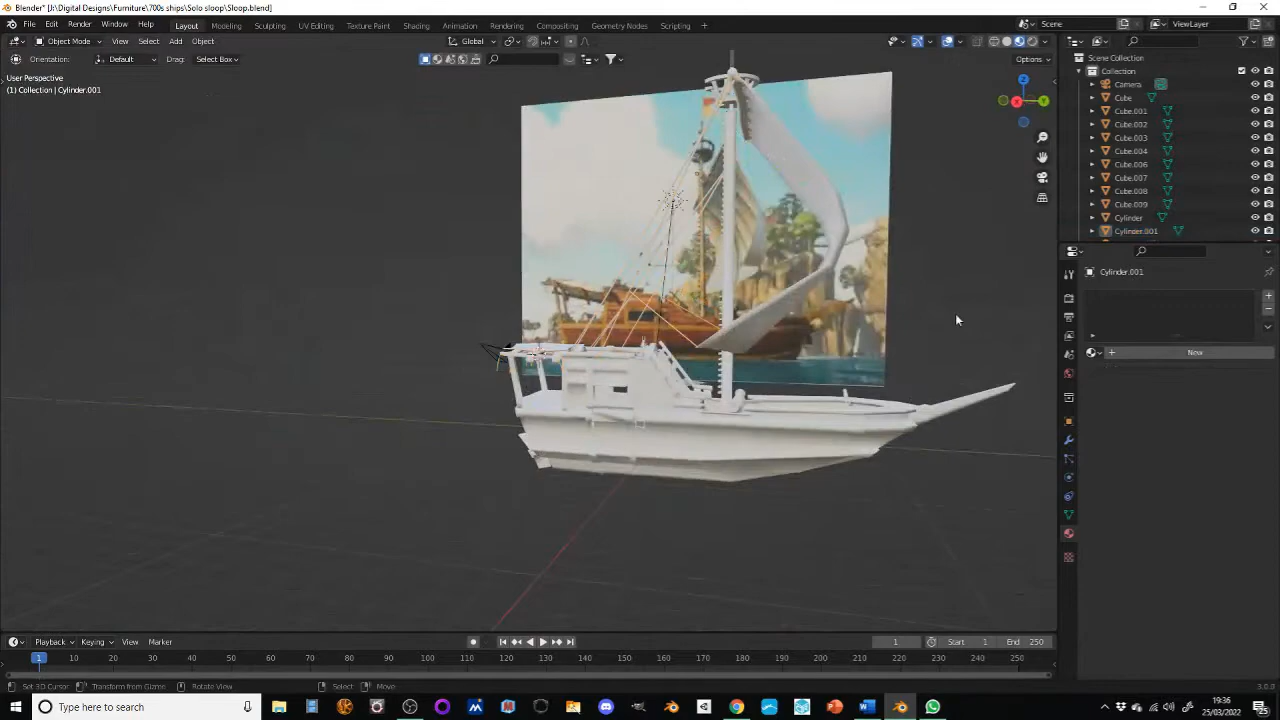 Blender* [J:\Digital Designs\Furniture\'700s ships\Solo sloop\Sloop.blend]
File Edit Render Window Help Layout Modeling Sculpting UV Editing Texture Paint Shading Animation Rendering Compositing Geometry Nodes Scripting + Scene ViewLayer
Object Mode View Select Add Object Global
Orientation: Default Drag: Select Box Options
User Perspective
(1) Collection | Cylinder.001
Scene Collection
Collection
Camera
Cube
Cube.001
Cube.002
Cube.003
Cube.004
Cube.006
Cube.007
Cube.008
Cube.009
Cylinder
Cylinder.001
Cylinder.001
New
Playback Keying View Marker 1 Start 1 End 250
1 10 20 30 40 50 60 70 80 90 100 110 120 130 140 150 160 170 180 190 200 210 220 230 240 250
Set 3D Cursor Transform from Gizmo Rotate View Select Move 3.0.0
Type here to search
19:36
25/03/2022